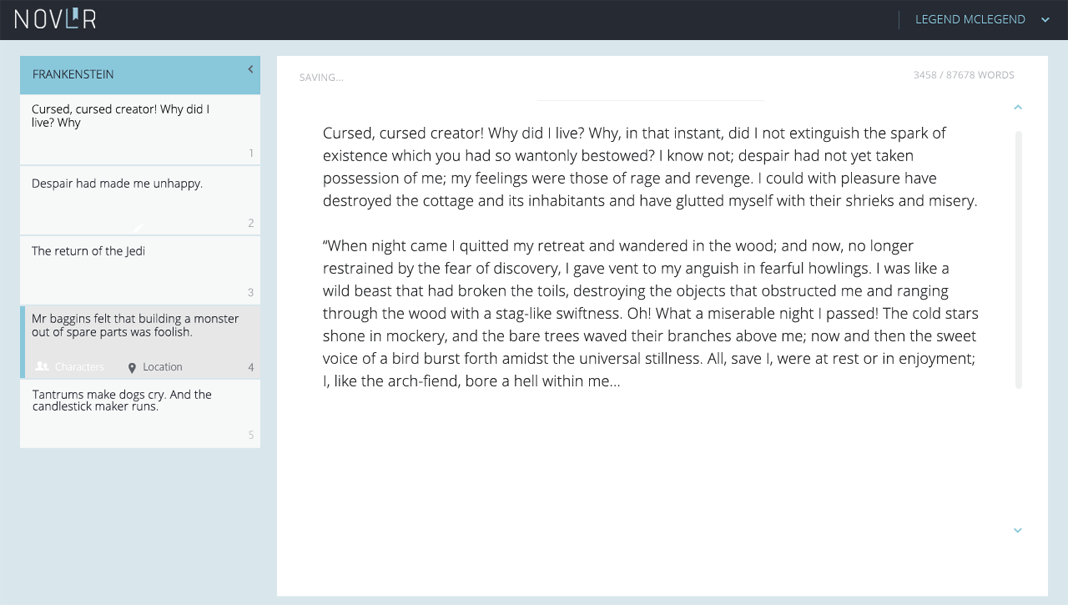 NOVLR
LEGEND MCLEGEND
FRANKENSTEIN
Cursed, cursed creator! Why did I
live? Why
1
Despair had made me unhappy.
2
The return of the Jedi
3
Mr baggins felt that building a monster
out of spare parts was foolish.
Characters
Location
4
Tantrums make dogs cry. And the
candlestick maker runs.
5
SAVING...
3458 / 87678 WORDS
Cursed, cursed creator! Why did I live? Why, in that instant, did I not extinguish the spark of
existence which you had so wantonly bestowed? I know not; despair had not yet taken
possession of me; my feelings were those of rage and revenge. I could with pleasure have
destroyed the cottage and its inhabitants and have glutted myself with their shrieks and misery.
“When night came I quitted my retreat and wandered in the wood; and now, no longer
restrained by the fear of discovery, I gave vent to my anguish in fearful howlings. I was like a
wild beast that had broken the toils, destroying the objects that obstructed me and ranging
through the wood with a stag-like swiftness. Oh! What a miserable night I passed! The cold stars
shone in mockery, and the bare trees waved their branches above me; now and then the sweet
voice of a bird burst forth amidst the universal stillness. All, save I, were at rest or in enjoyment;
I, like the arch-fiend, bore a hell within me...